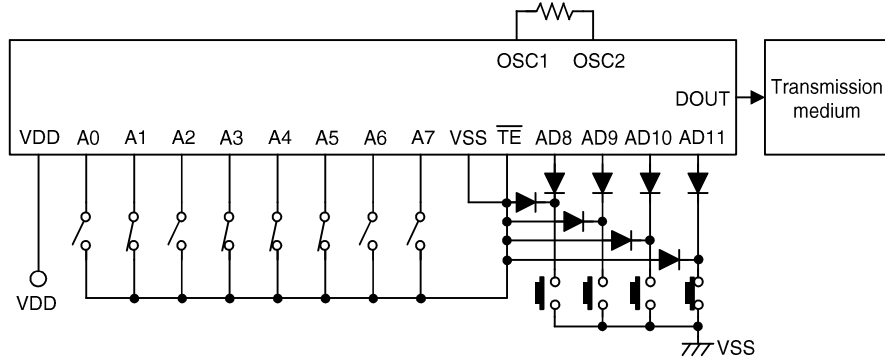 OSC1 OSC2
DOUT
Transmission
medium
VDD A0 A1 A2 A3 A4 A5 A6 A7 VSS T̅E̅ AD8 AD9 AD10 AD11
VDD
VSS